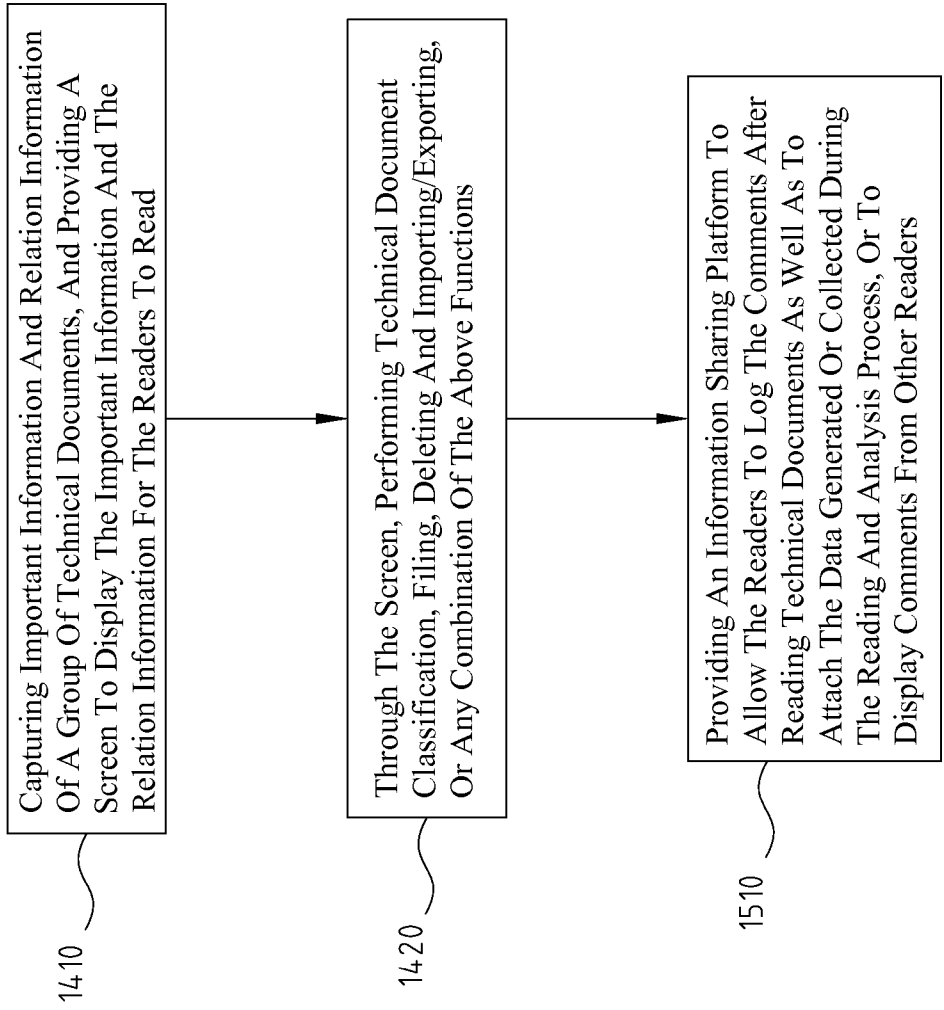 Capturing Important Information And Relation Information
Of A Group Of Technical Documents, And Providing A
Screen To Display The Important Information And The
Relation Information For The Readers To Read
1410
Through The Screen, Performing Technical Document
Classification, Filing, Deleting And Importing/Exporting,
Or Any Combination Of The Above Functions
1420
Providing An Information Sharing Platform To
Allow The Readers To Log The Comments After
Reading Technical Documents As Well As To
Attach The Data Generated Or Collected During
The Reading And Analysis Process, Or To
Display Comments From Other Readers
1510